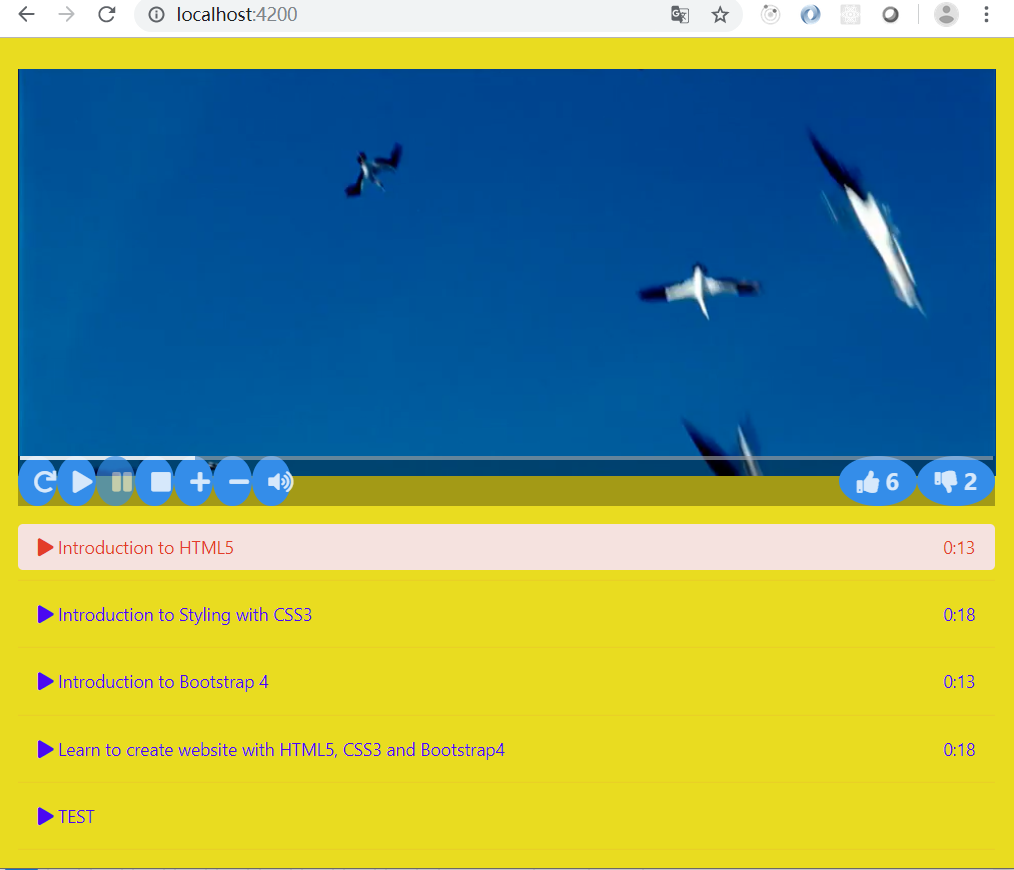 localhost:4200
6 2
Introduction to HTML5 0:13
Introduction to Styling with CSS3 0:18
Introduction to Bootstrap 4 0:13
Learn to create website with HTML5, CSS3 and Bootstrap4 0:18
TEST